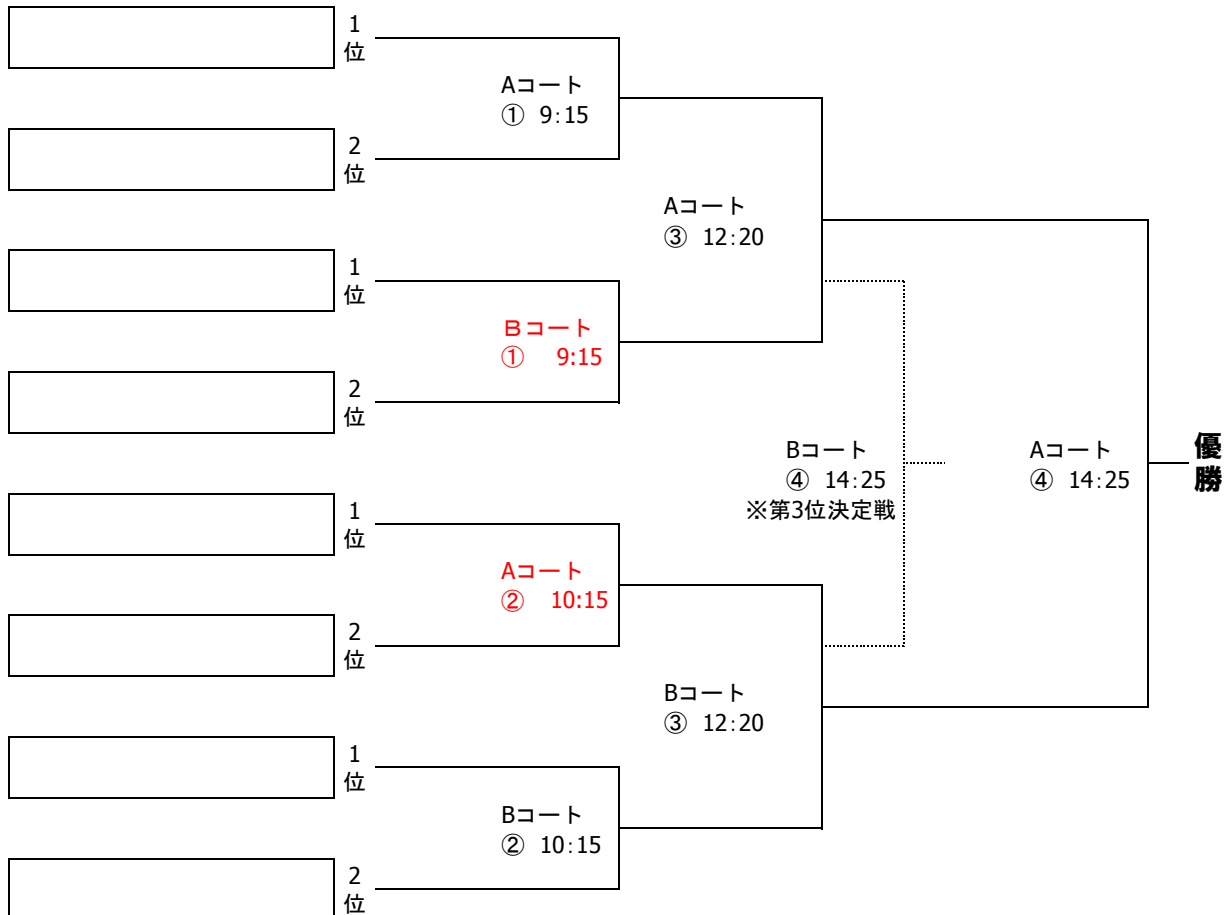 1
位
Aコート
① 9:15
2
位
Aコート
③ 12:20
1
位
Ｂコート
① 9:15
2
位
Bコート
④ 14:25
※第3位決定戦
Aコート
④ 14:25
優
勝
1
位
Aコート
② 10:15
2
位
Bコート
③ 12:20
1
位
Bコート
② 10:15
2
位